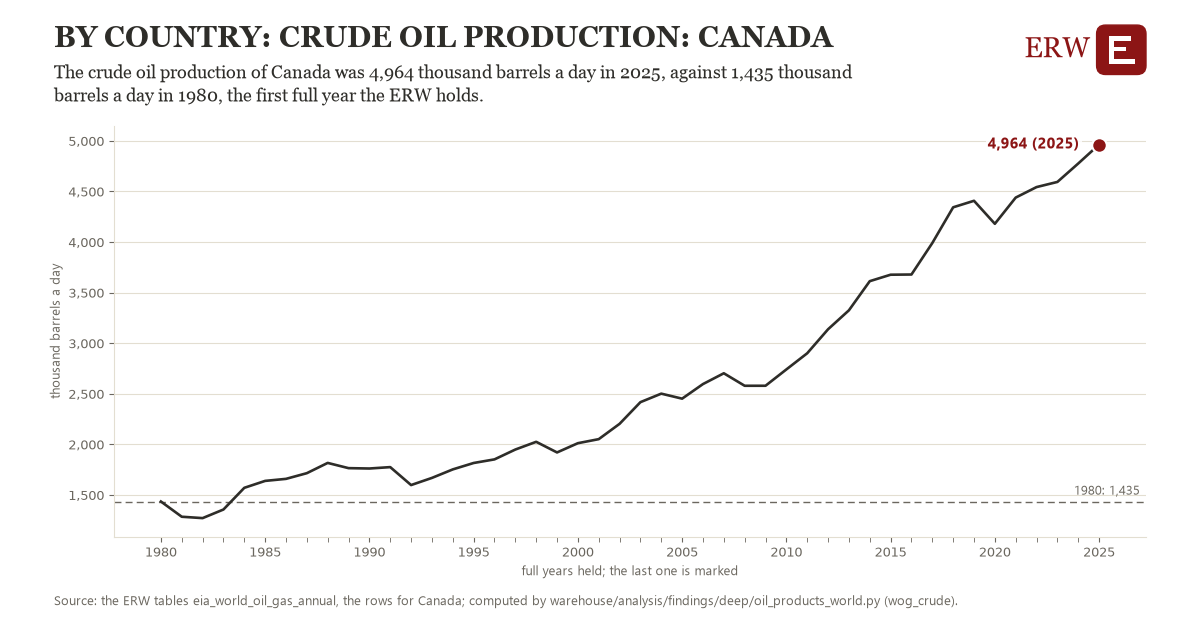 BY COUNTRY: CRUDE OIL PRODUCTION: CANADA
ERW E
The crude oil production of Canada was 4,964 thousand barrels a day in 2025, against 1,435 thousand
barrels a day in 1980, the first full year the ERW holds.
5,000
4,500
4,000
3,500
3,000
2,500
2,000
1,500
thousand barrels a day
4,964 (2025)
1980: 1,435
1980 1985 1990 1995 2000 2005 2010 2015 2020 2025
full years held; the last one is marked
Source: the ERW tables eia_world_oil_gas_annual, the rows for Canada; computed by warehouse/analysis/findings/deep/oil_products_world.py (wog_crude).